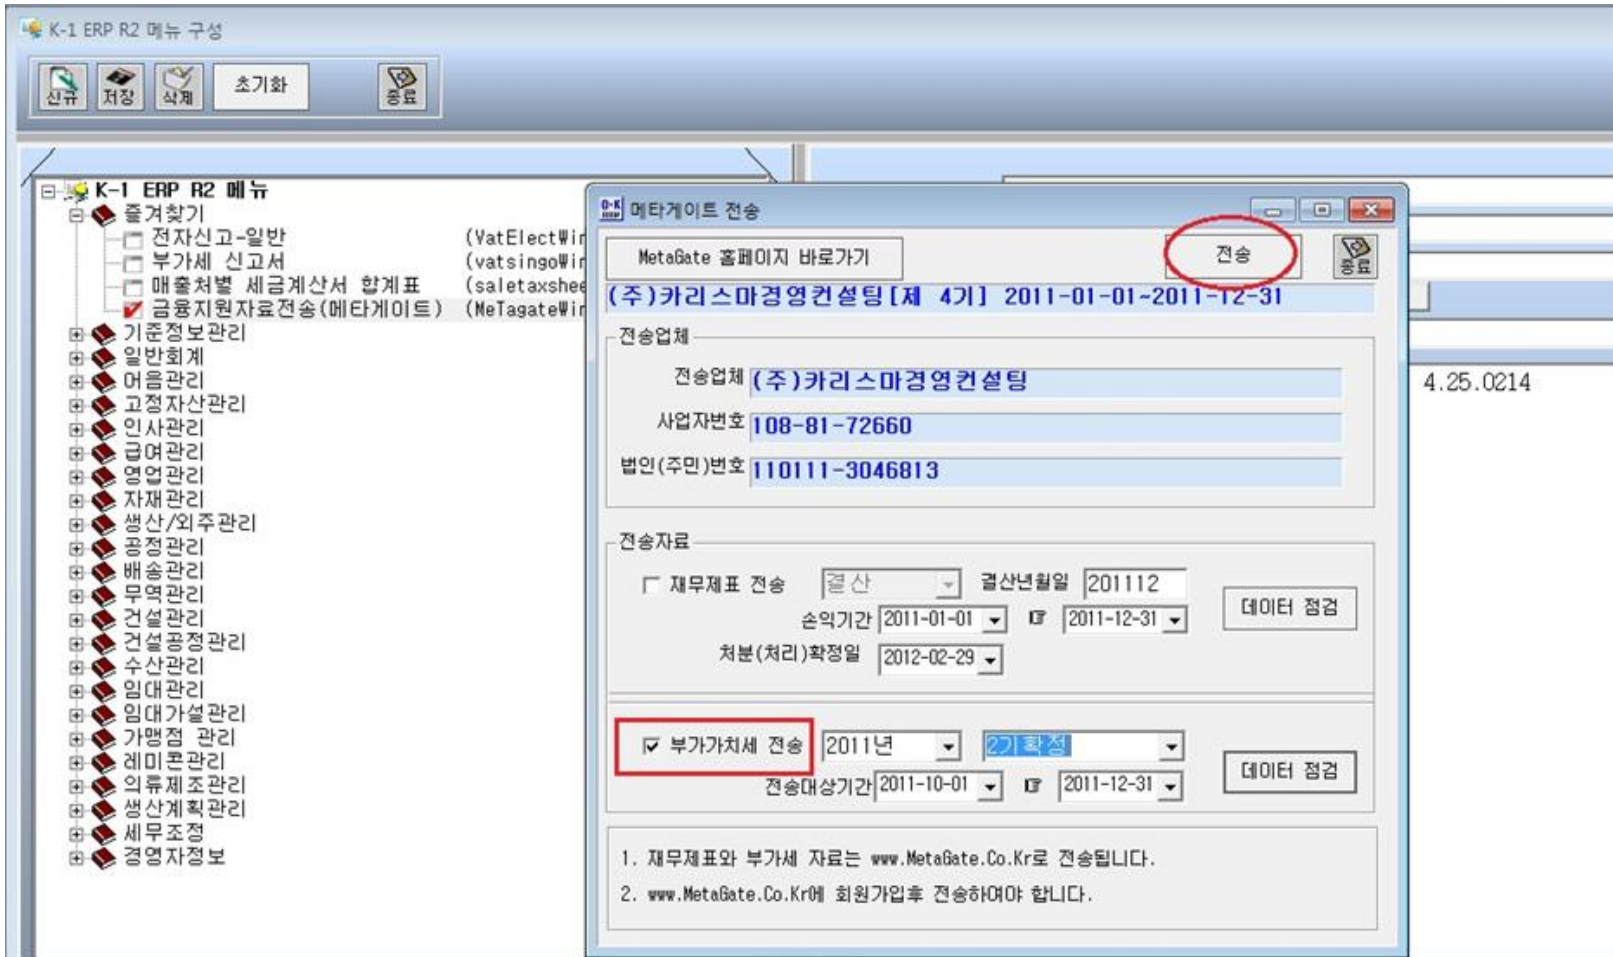 K-1 ERP R2 메뉴 구성
신규 저장 삭제 초기화 종료
K-1 ERP R2 메뉴
즐겨찾기
전자신고-일반 (VatElectWin
부가세 신고서 (vatsingoWin
매출처별 세금계산서 합계표 (saletaxshee
금융지원자료전송(메타게이트) (MeTagateWin
기준정보관리
일반회계
어음관리
고정자산관리
인사관리
급여관리
영업관리
자재관리
생산/외주관리
공정관리
배송관리
무역관리
건설관리
건설공정관리
수산관리
임대관리
임대가설관리
가맹점 관리
레미콘관리
의류제조관리
생산계획관리
세무조정
경영자정보
메타게이트 전송
MetaGate 홈페이지 바로가기 전송 종료
(주)카리스마경영컨설팅[제 4기] 2011-01-01~2011-12-31
전송업체
전송업체 (주)카리스마경영컨설팅
사업자번호 108-81-72660
법인(주민)번호 110111-3046813
전송자료
재무제표 전송 결산 결산년월일 201112
손익기간 2011-01-01 ☞ 2011-12-31 데이터 점검
처분(처리)확정일 2012-02-29
부가가치세 전송 2011년 2기확정
전송대상기간 2011-10-01 ☞ 2011-12-31 데이터 점검
1. 재무제표와 부가세 자료는 www.MetaGate.Co.Kr로 전송됩니다.
2. www.MetaGate.Co.Kr에 회원가입후 전송하여야 합니다.
4.25.0214